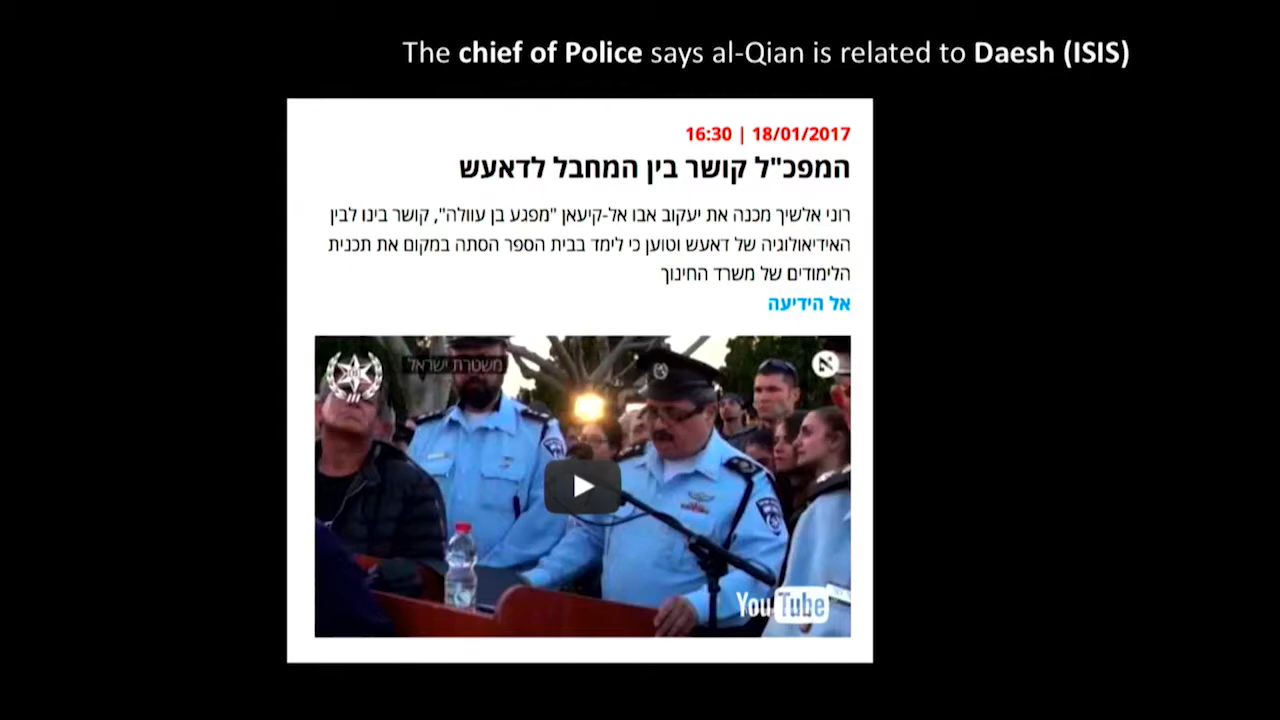 The chief of Police says al-Qian is related to Daesh (ISIS)
16:30 | 18/01/2017
המפכ"ל קושר בין המחבל לדאעש
רוני אלשיך מכנה את יעקוב אבו אל-קיעאן "מפגע בן עוולה", קושר בינו לבין
האידיאולוגיה של דאעש וטוען כי לימד בבית הספר הסתה במקום את תכנית
הלימודים של משרד החינוך
אל הידיעה
משטרת ישראל
YouTube